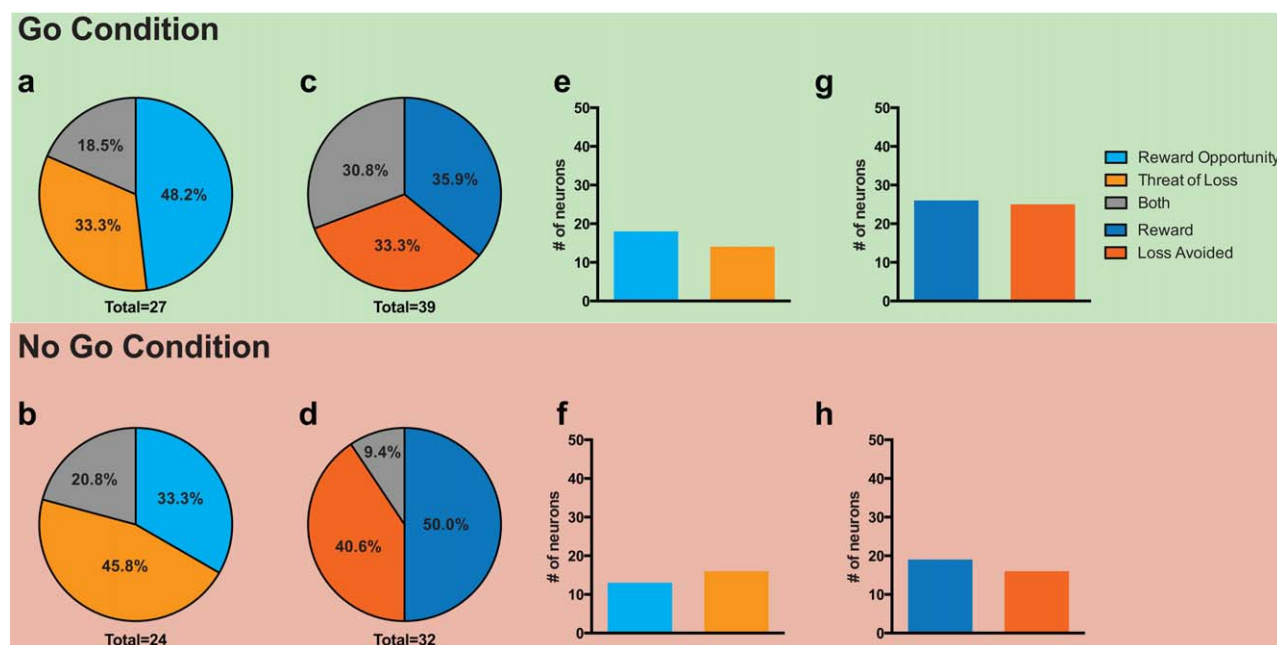 Go Condition
a
48.2%
33.3%
18.5%
Total=27
c
35.9%
33.3%
30.8%
Total=39
e
# of neurons
50
40
30
20
10
0
g
# of neurons
50
40
30
20
10
0
Reward Opportunity
Threat of Loss
Both
Reward
Loss Avoided
No Go Condition
b
33.3%
45.8%
20.8%
Total=24
d
50.0%
40.6%
9.4%
Total=32
f
# of neurons
50
40
30
20
10
0
h
# of neurons
50
40
30
20
10
0